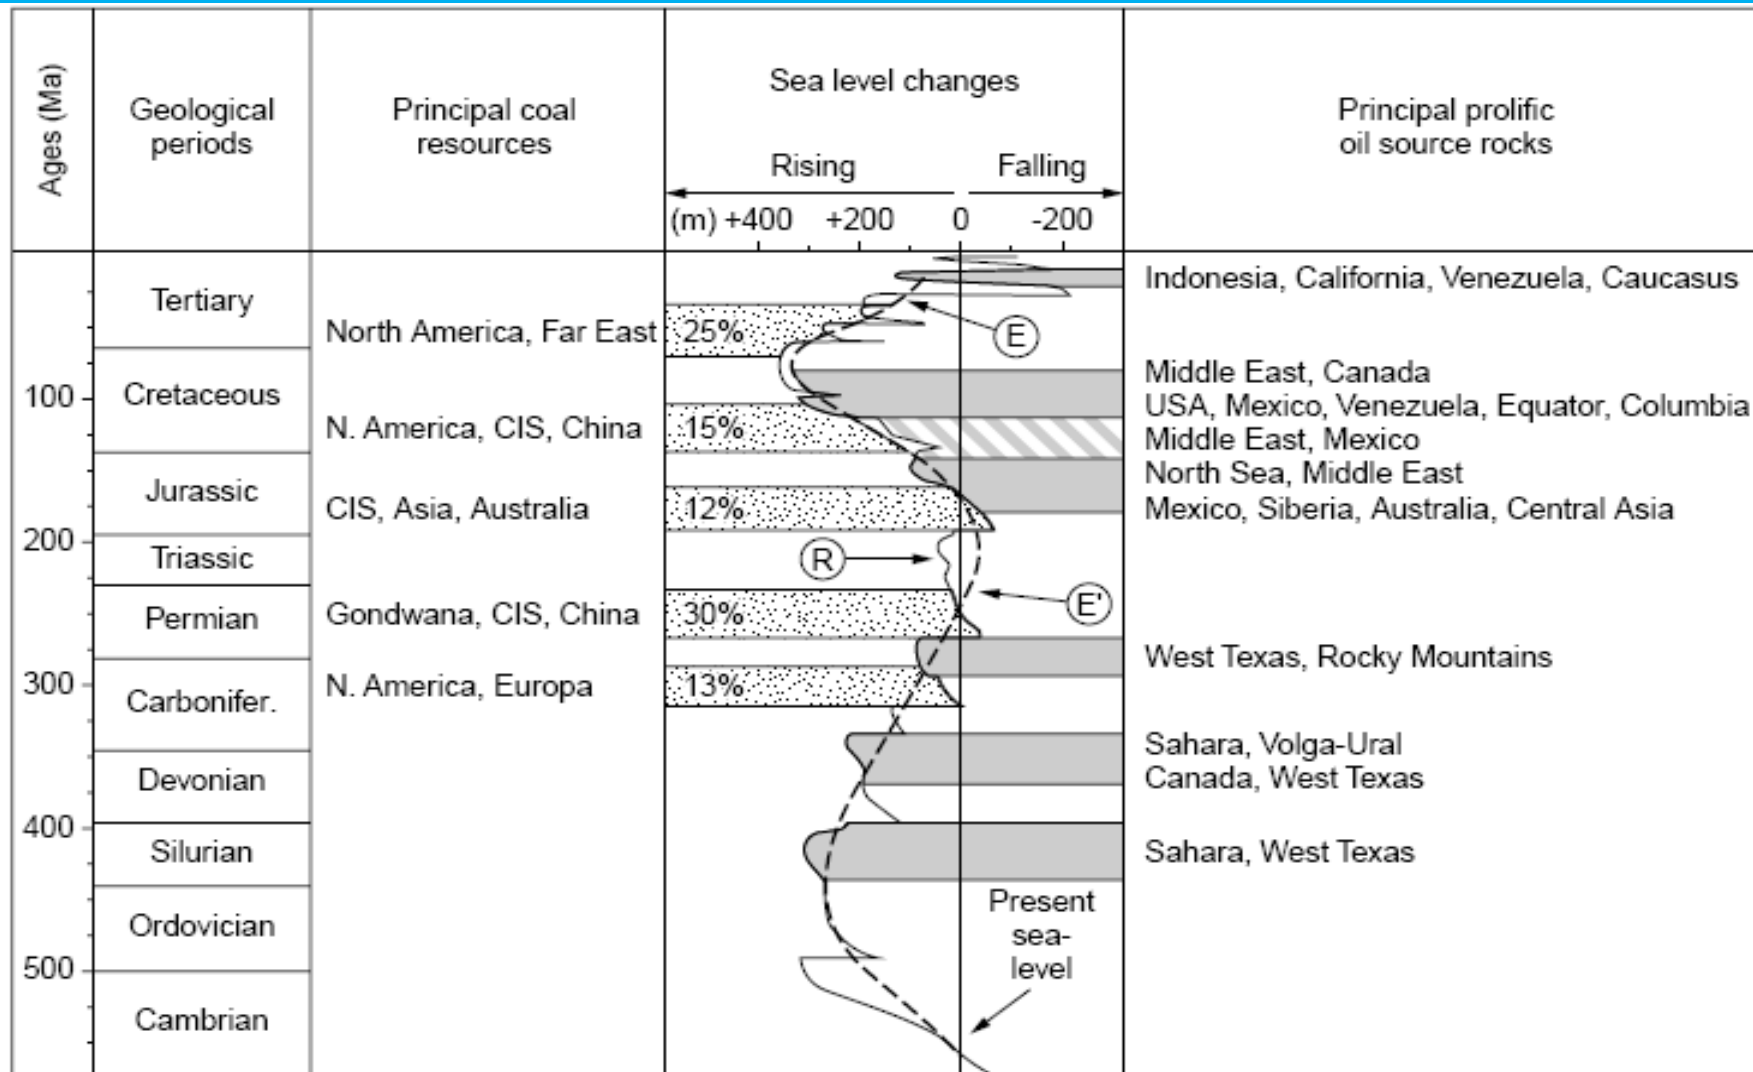 Ages (Ma)
Geological
periods
Principal coal
resources
Sea level changes
Rising
Falling
(m) +400 +200 0 -200
Principal prolific
oil source rocks
Tertiary
Indonesia, California, Venezuela, Caucasus
North America, Far East
25%
E
Middle East, Canada
100
Cretaceous
USA, Mexico, Venezuela, Equator, Columbia
N. America, CIS, China
15%
Middle East, Mexico
North Sea, Middle East
Jurassic
CIS, Asia, Australia
12%
Mexico, Siberia, Australia, Central Asia
200
Triassic
R
E'
Permian
Gondwana, CIS, China
30%
West Texas, Rocky Mountains
300
N. America, Europa
13%
Carbonifer.
Sahara, Volga-Ural
Devonian
Canada, West Texas
400
Silurian
Sahara, West Texas
Ordovician
Present
sea-
level
500
Cambrian